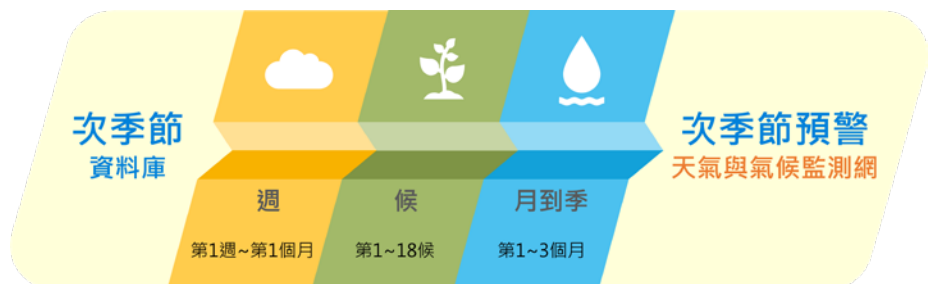 次季節
資料庫
週
第1週~第1個月
候
第1~18候
月到季
第1~3個月
次季節預警
天氣與氣候監測網